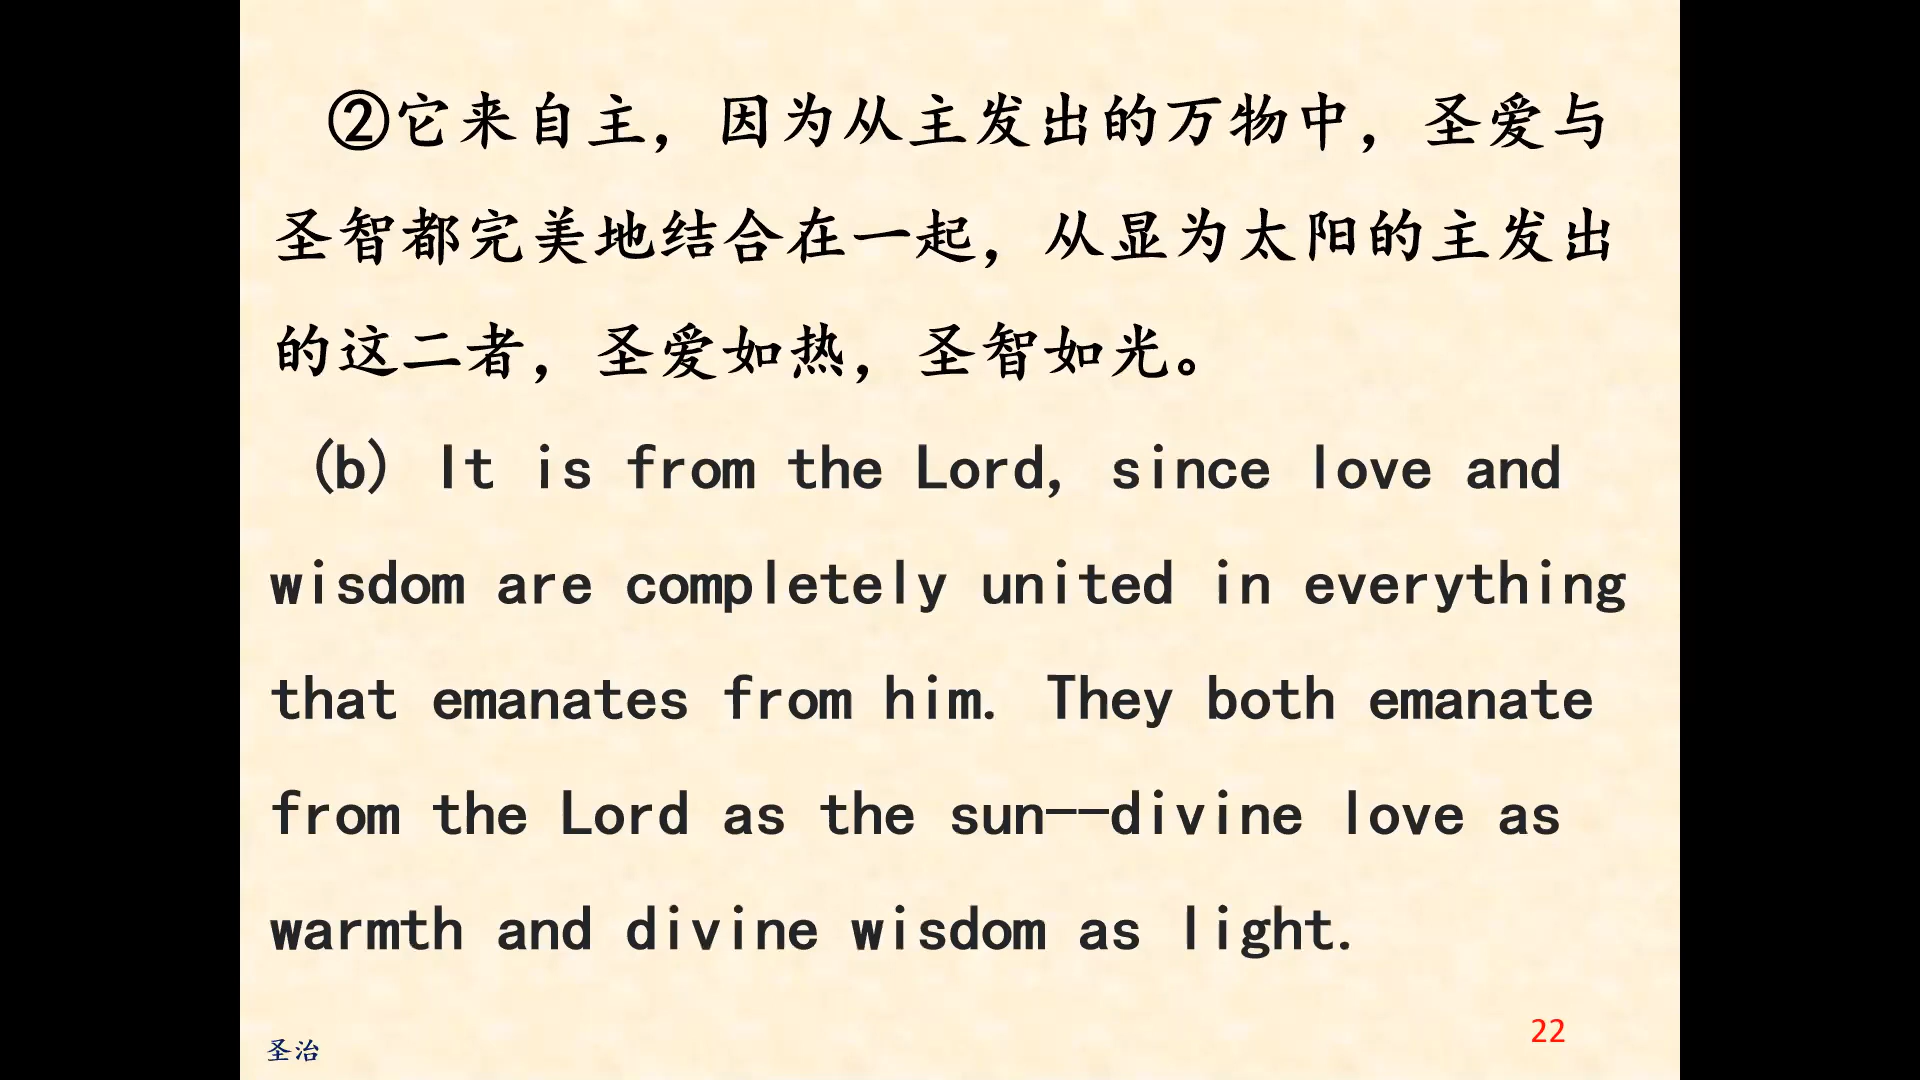 ②它来自主，因为从主发出的万物中，圣爱与
圣智都完美地结合在一起，从显为太阳的主发出
的这二者，圣爱如热，圣智如光。
(b) It is from the Lord, since love and
wisdom are completely united in everything
that emanates from him. They both emanate
from the Lord as the sun--divine love as
warmth and divine wisdom as light.
圣治
22